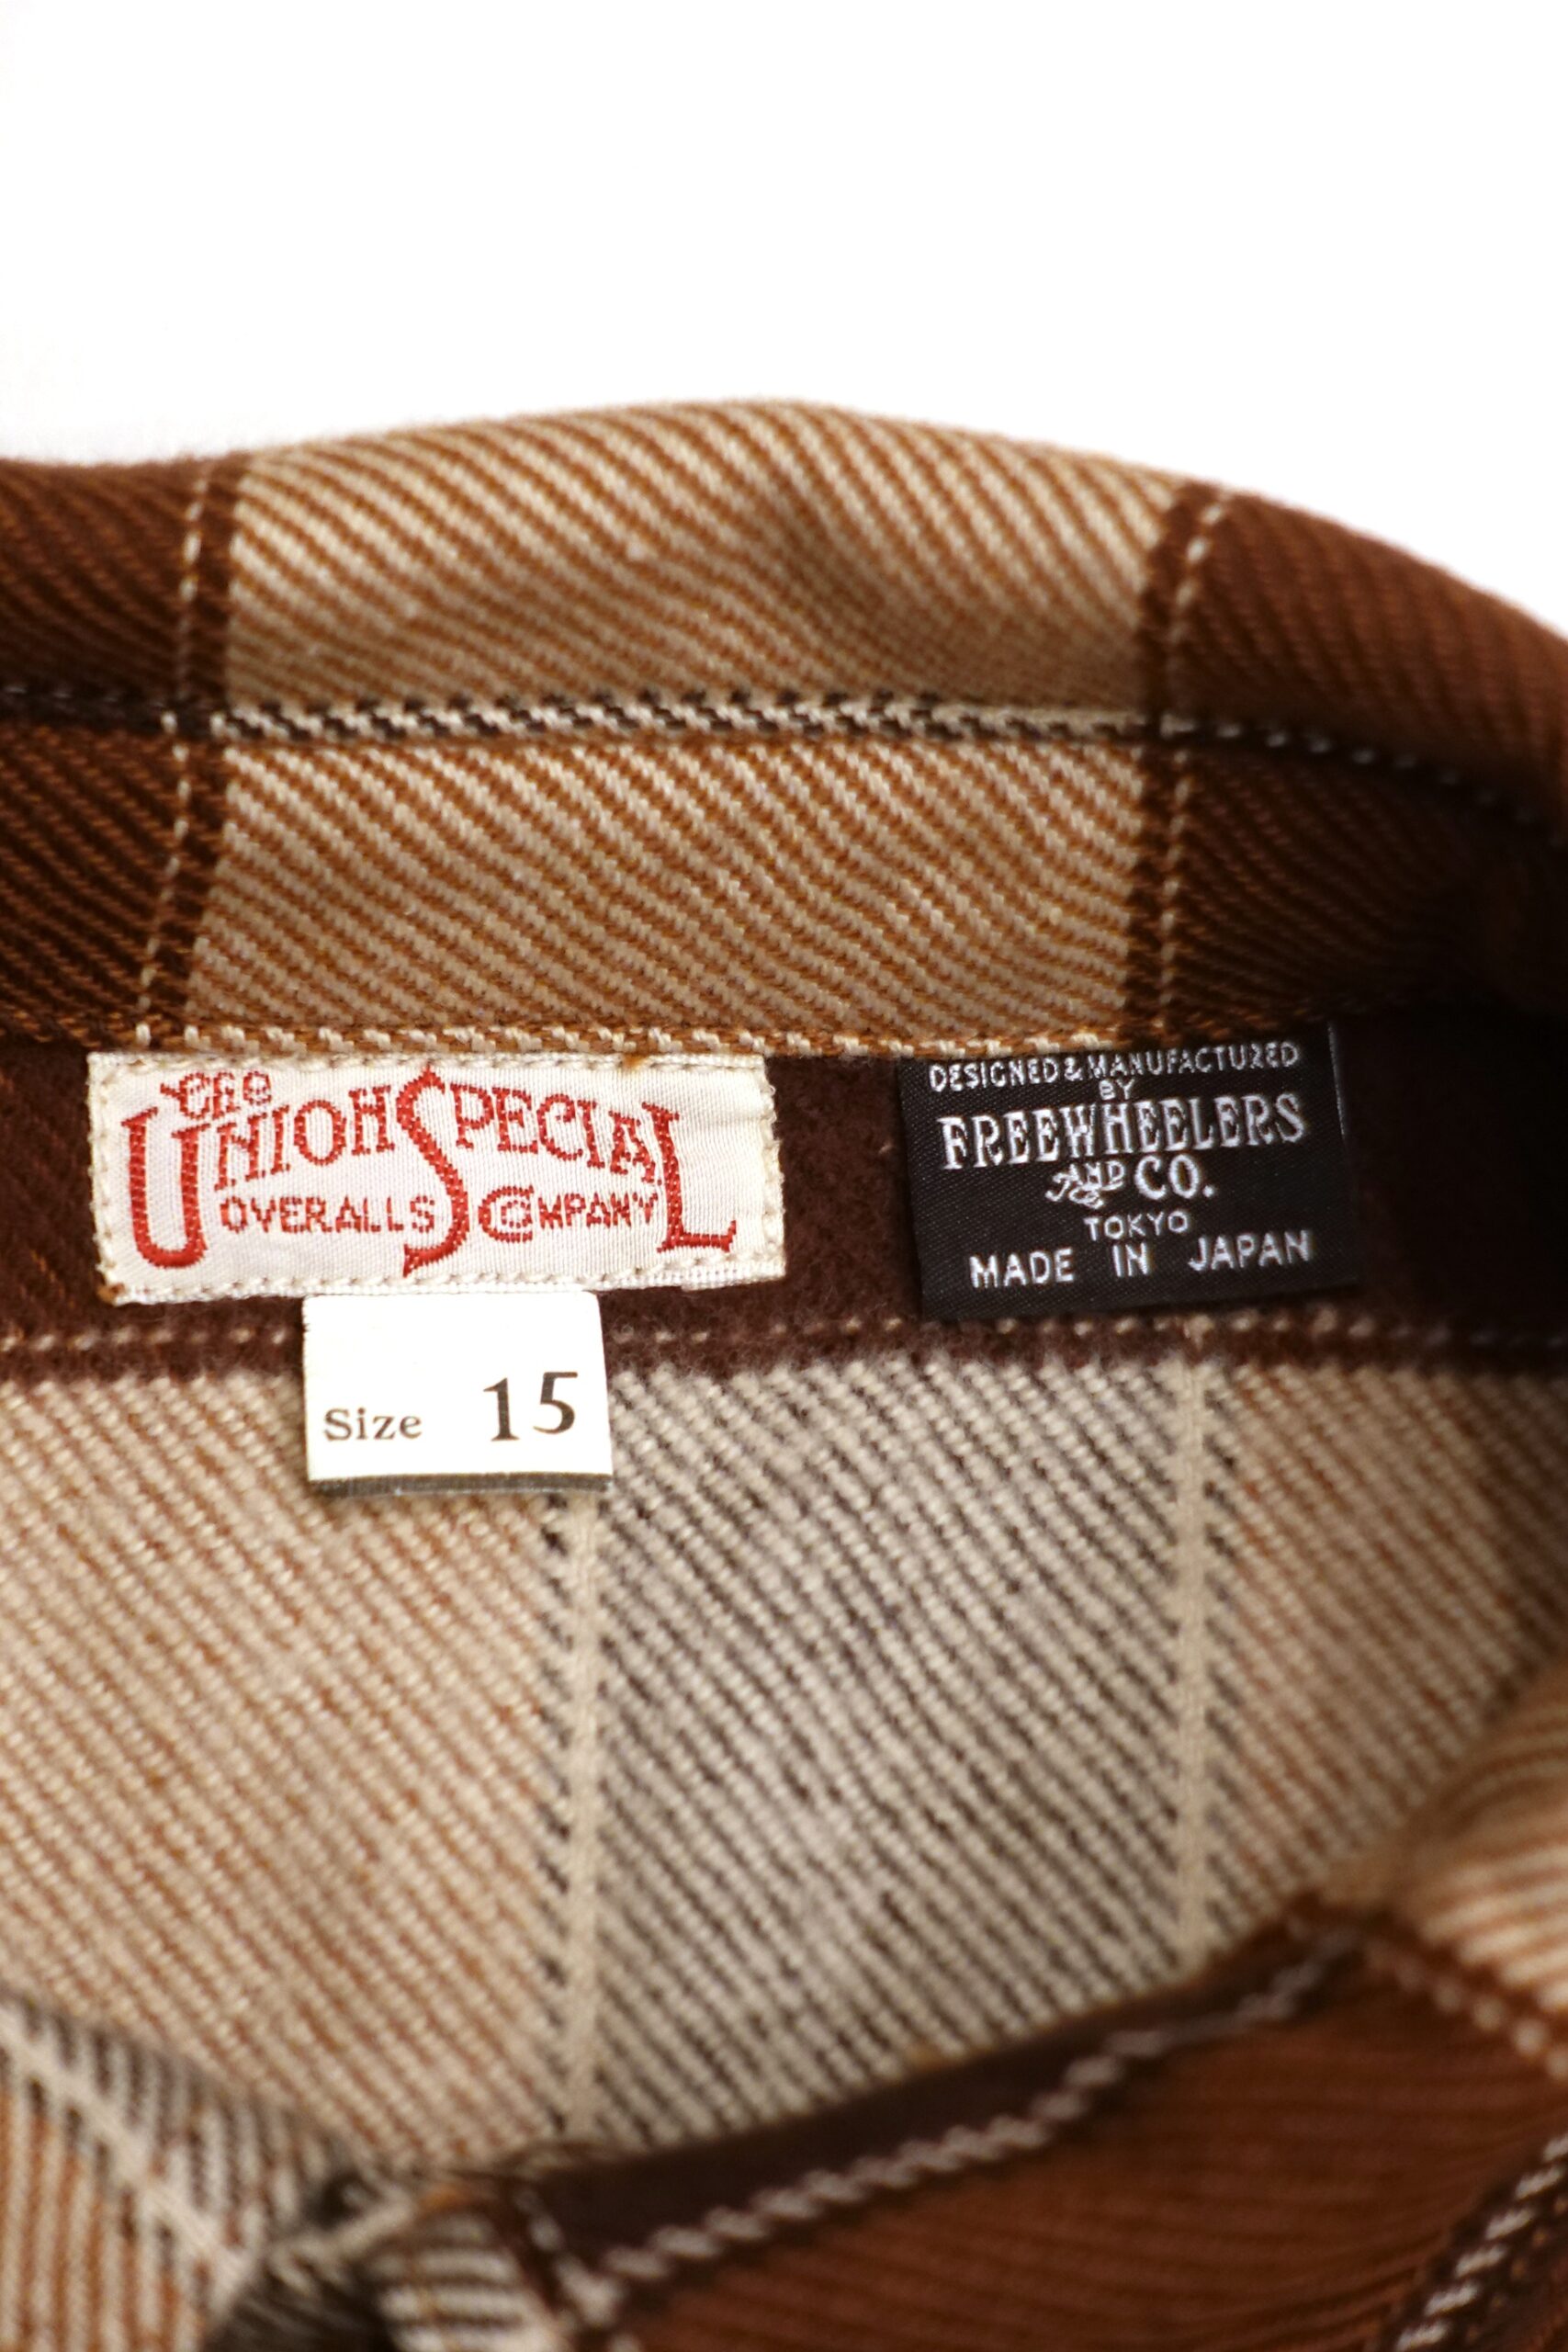 The
UNION SPECIAL
OVERALLS COMPANY
Size 15
DESIGNED & MANUFACTURED
BY
FREEWHEELERS
AND CO.
TOKYO
MADE IN JAPAN